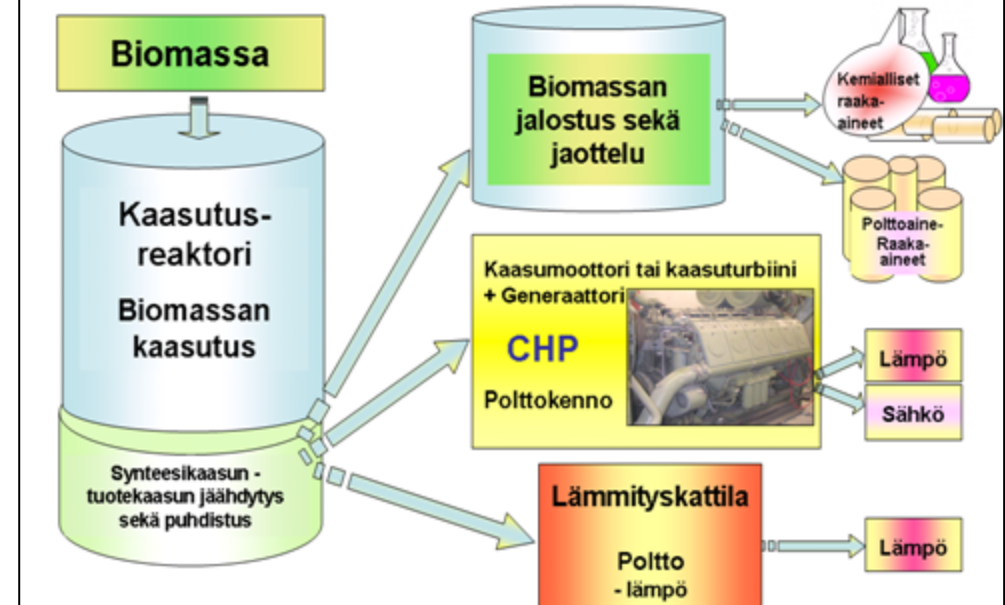 Biomassa
Kaasutus-
reaktori
Biomassan
kaasutus
Synteesikaasun -
tuotekaasun jäähdytys
sekä puhdistus
Biomassan
jalostus sekä
jaottelu
Kemialliset
raaka-
aineet
Polttoaine-
Raaka-
aineet
Kaasumoottori tai kaasuturbiini
+ Generaattori
CHP
Polttokenno
Lämpö
Sähkö
Lämmityskattila
Poltto
- lämpö
Lämpö